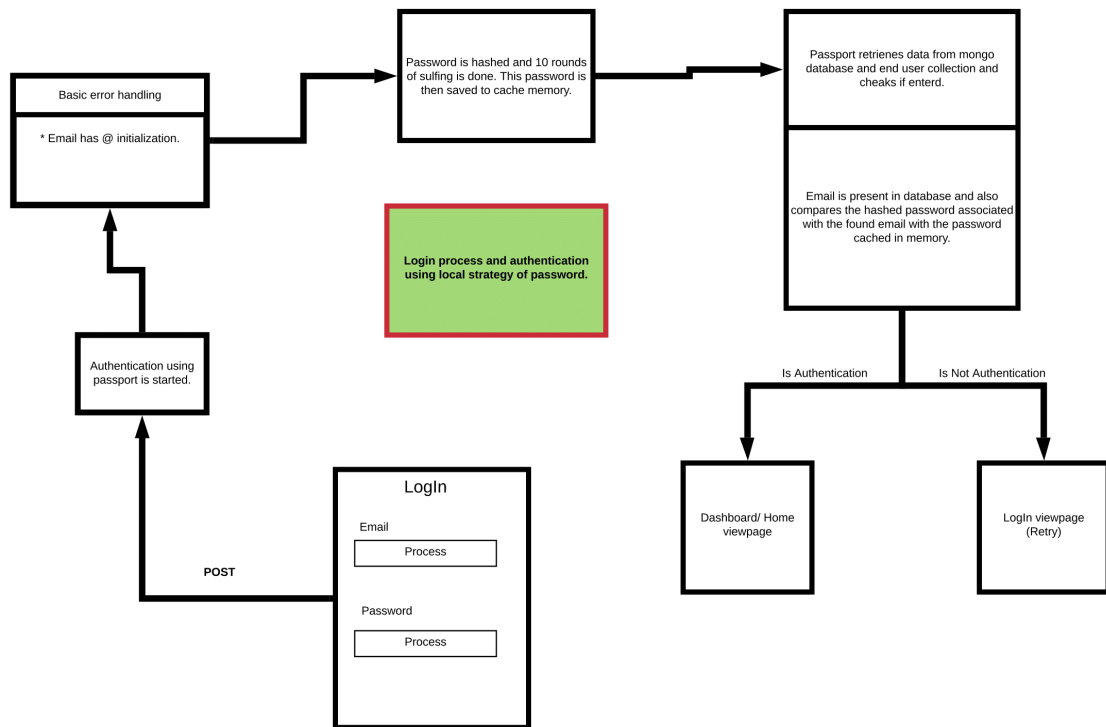 Basic error handling
* Email has @ initialization.
Password is hashed and 10 rounds
of sulfing is done. This password is
then saved to cache memory.
Passport retrienes data from mongo
database and end user collection and
cheaks if enterd.
Email is present in database and also
compares the hashed password associated
with the found email with the password
cached in memory.
Login process and authentication
using local strategy of password.
Authentication using
passport is started.
Is Authentication
Is Not Authentication
LogIn
Email
Process
POST
Password
Process
Dashboard/ Home
viewpage
LogIn viewpage
(Retry)